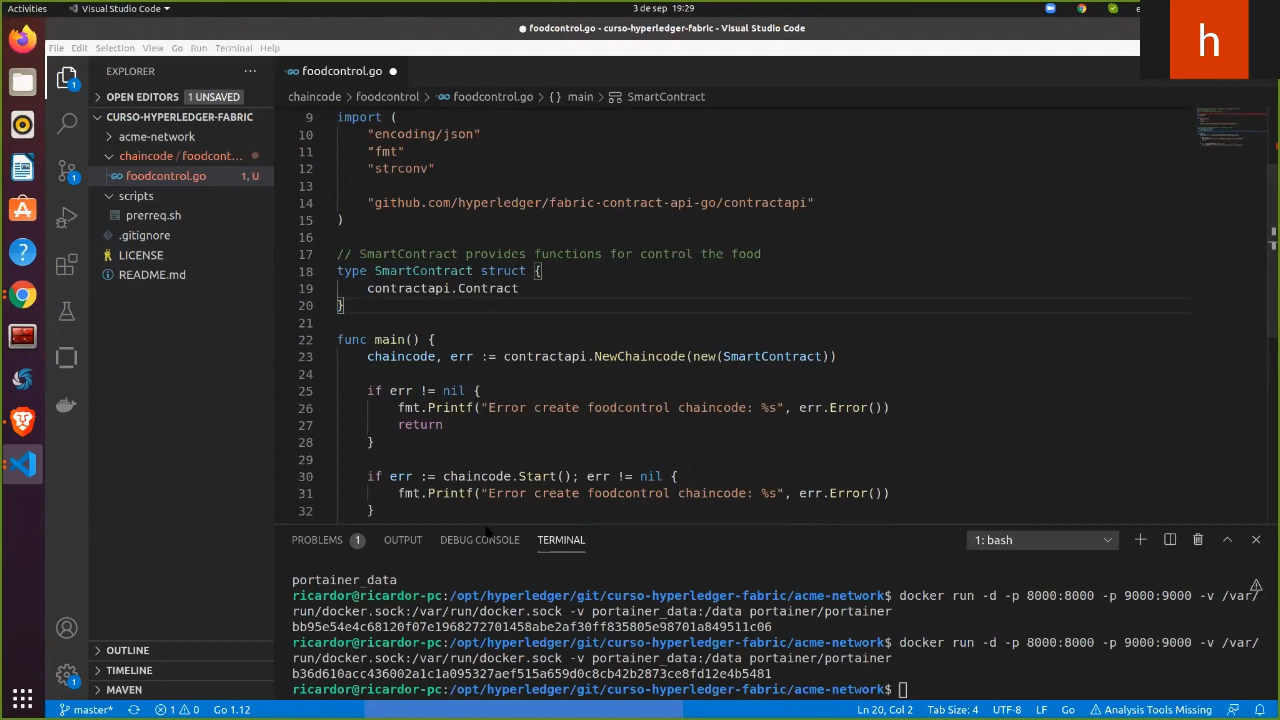 Activities
Visual Studio Code
3 de sep 19:29
foodcontrol.go - curso-hyperledger-fabric - Visual Studio Code
h
File Edit Selection View Go Run Terminal Help
EXPLORER
foodcontrol.go
OPEN EDITORS 1 UNSAVED
chaincode > foodcontrol > foodcontrol.go > {} main > SmartContract
CURSO-HYPERLEDGER-FABRIC
acme-network
chaincode / foodcont...
foodcontrol.go 1, U
scripts
prerreq.sh
.gitignore
LICENSE
README.md
OUTLINE
TIMELINE
MAVEN
1
1
1
9 import (
10 "encoding/json"
11 "fmt"
12 "strconv"
13
14 "github.com/hyperledger/fabric-contract-api-go/contractapi"
15 )
16
17 // SmartContract provides functions for control the food
18 type SmartContract struct {
19 contractapi.Contract
20 }
21
22 func main() {
23 chaincode, err := contractapi.NewChaincode(new(SmartContract))
24
25 if err != nil {
26 fmt.Printf("Error create foodcontrol chaincode: %s", err.Error())
27 return
28 }
29
30 if err := chaincode.Start(); err != nil {
31 fmt.Printf("Error create foodcontrol chaincode: %s", err.Error())
32 }
PROBLEMS 1 OUTPUT DEBUG CONSOLE TERMINAL 1: bash
portainer_data
ricardor@ricardor-pc:/opt/hyperledger/git/curso-hyperledger-fabric/acme-network$ docker run -d -p 8000:8000 -p 9000:9000 -v /var/
run/docker.sock:/var/run/docker.sock -v portainer_data:/data portainer/portainer
bb95e54e4c68120f07e1968272701458abe2af30ff835805e98701a849511c06
ricardor@ricardor-pc:/opt/hyperledger/git/curso-hyperledger-fabric/acme-network$ docker run -d -p 8000:8000 -p 9000:9000 -v /var/
run/docker.sock:/var/run/docker.sock -v portainer_data:/data portainer/portainer
b36d610acc436002a1c1a095327aef515a659d0c8cb42b2873ce8fd12e4b5481
ricardor@ricardor-pc:/opt/hyperledger/git/curso-hyperledger-fabric/acme-network$
master* 1 0 Go 1.12 Ln 20, Col 2 Tab Size: 4 UTF-8 LF Go Analysis Tools Missing